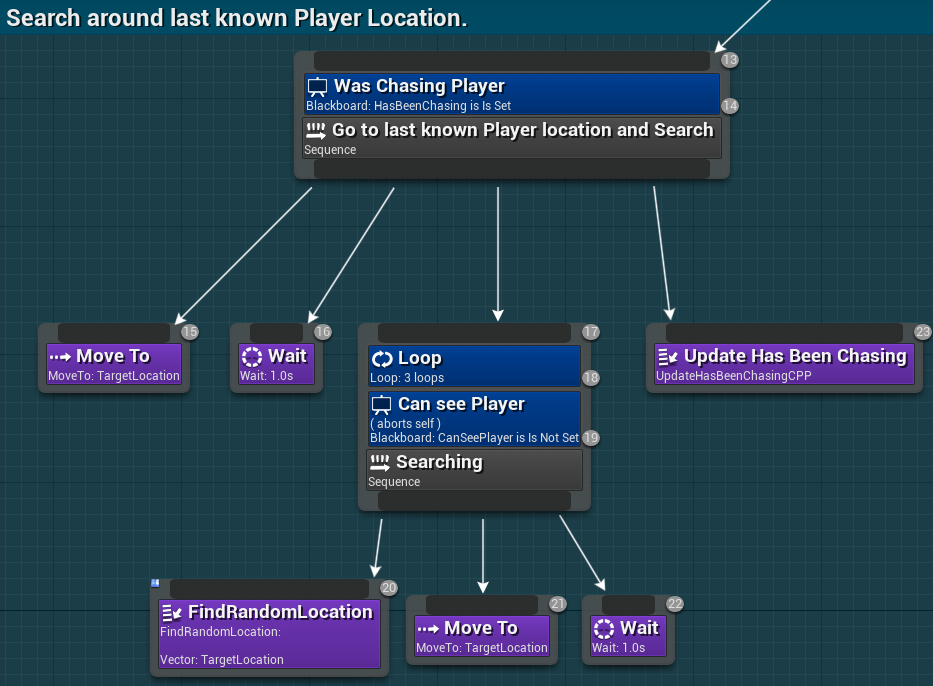 Search around last known Player Location.
13
Was Chasing Player
Blackboard: HasBeenChasing is Is Set
14
Go to last known Player location and Search
Sequence
15
Move To
MoveTo: TargetLocation
16
Wait
Wait: 1.0s
17
Loop
Loop: 3 loops
18
Can see Player
( aborts self )
Blackboard: CanSeePlayer is Is Not Set
19
Searching
Sequence
23
Update Has Been Chasing
UpdateHasBeenChasingCPP
20
FindRandomLocation
FindRandomLocation:
Vector: TargetLocation
21
Move To
MoveTo: TargetLocation
22
Wait
Wait: 1.0s